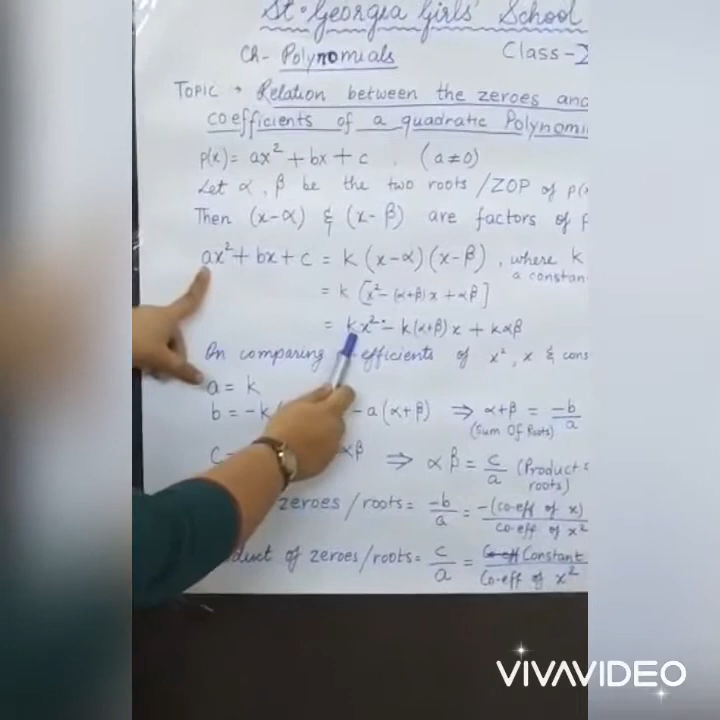 St. Georgia Girls' School
Ch- Polynomials
Class-
TOPIC → Relation between the zeroes and
coefficients of a quadratic Polynomi
p(x) = ax² + bx + c , (a ≠ 0)
Let α, β be the two roots /ZOP of p(x
Then (x-α) & (x-β) are factors of p
ax² + bx + c = k (x-α)(x-β), where k
a constan
= k [x² - (α+β)x + αβ]
= kx² - k(α+β)x + kαβ
On comparing efficients of x², x & cons
a = k
b = -k - a(α+β) ⇒ α+β = -b/a
(Sum Of Roots)
C αβ ⇒ αβ = c/a (Product
roots)
zeroes/roots = -b/a = -(co-eff of x)/co-eff of x²
duct of zeroes/roots = c/a = Constant/Co-eff of x²
VIVAVIDEO